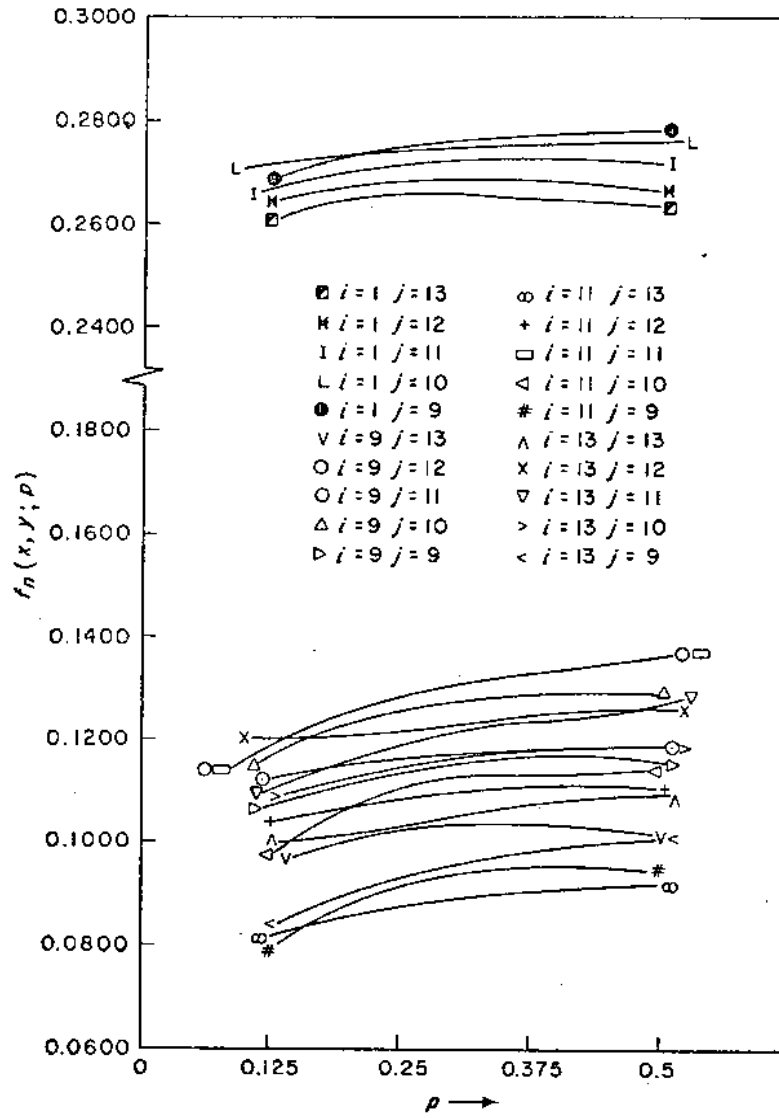 0.3000
0.2800
0.2600
0.2400
0.1800
0.1600
0.1400
0.1200
0.1000
0.0800
0.0600
fn(x, y; p)
i=1 j=13
i=1 j=12
I i=1 j=11
L i=1 j=10
i=1 j=9
V i=9 j=13
O i=9 j=12
O i=9 j=11
△ i=9 j=10
▷ i=9 j=9
∞ i=11 j=13
+ i=11 j=12
▭ i=11 j=11
◁ i=11 j=10
# i=11 j=9
Λ i=13 j=13
X i=13 j=12
▽ i=13 j=11
> i=13 j=10
< i=13 j=9
0 0.125 0.25 0.375 0.5
p →